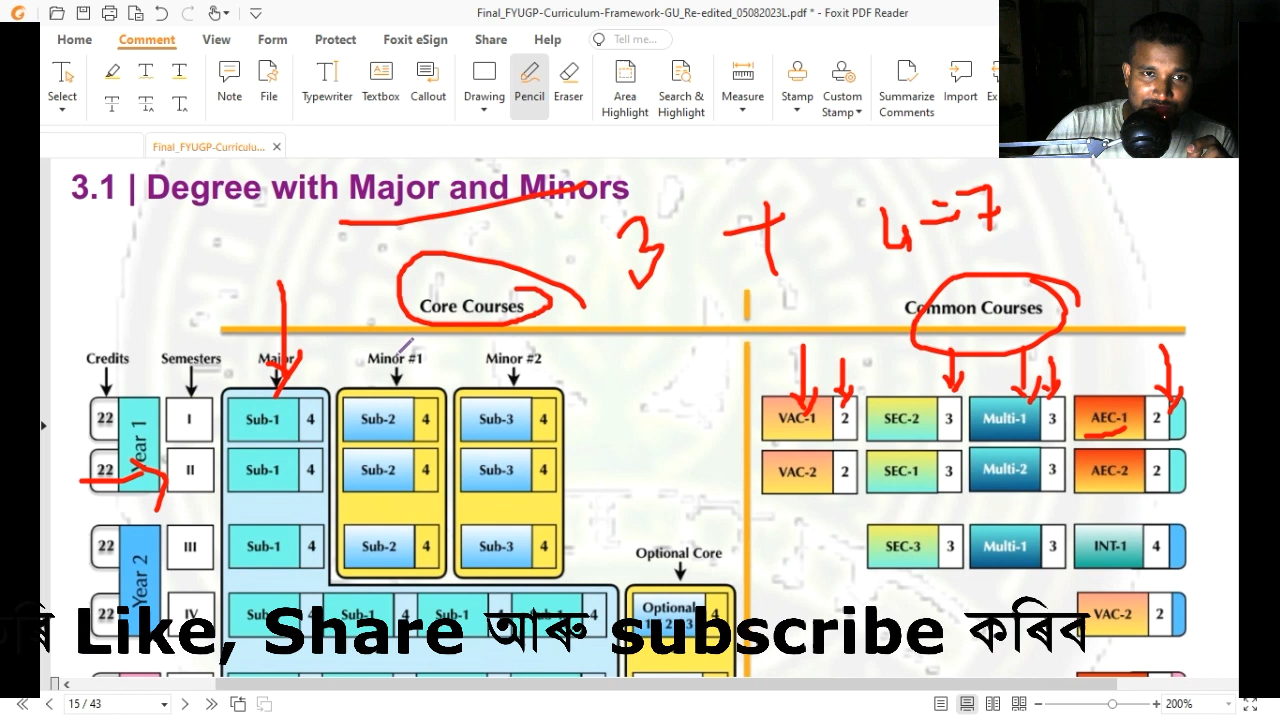 Final_FYUGP-Curriculum-Framework-GU_Re-edited_05082023L.pdf * - Foxit PDF Reader
Home Comment View Form Protect Foxit eSign Share Help Tell me...
Select Note File Typewriter Textbox Callout Drawing Pencil Eraser Area Highlight Search & Highlight Measure Stamp Custom Stamp Summarize Comments Import
Final_FYUGP-Curriculu...
3.1 | Degree with Major and Minors
3 + 4 = 7
Core Courses Common Courses
Credits Semesters Major Minor #1 Minor #2
22 Year 1 I Sub-1 4 Sub-2 4 Sub-3 4 VAC-1 2 SEC-2 3 Multi-1 3 AEC-1 2
22 II Sub-1 4 Sub-2 4 Sub-3 4 VAC-2 2 SEC-1 3 Multi-2 3 AEC-2 2
22 Year 2 III Sub-1 4 Sub-2 4 Sub-3 4 SEC-3 3 Multi-1 3 INT-1 4
Optional Core
22 IV Sub-1 4 Sub-1 4 Sub-1 4 Optional 4 VAC-2 2
Like, Share আৰু subscribe কৰিব
15 / 43 200%